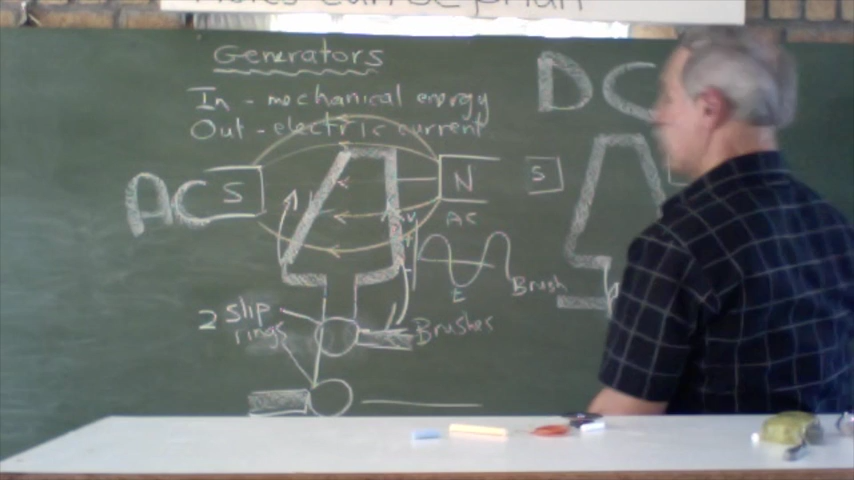 Generators
In - mechanical energy
Out - electric current
DC
AC
S
N
S
AC
V
t
Brush
2 slip
rings
Brushes